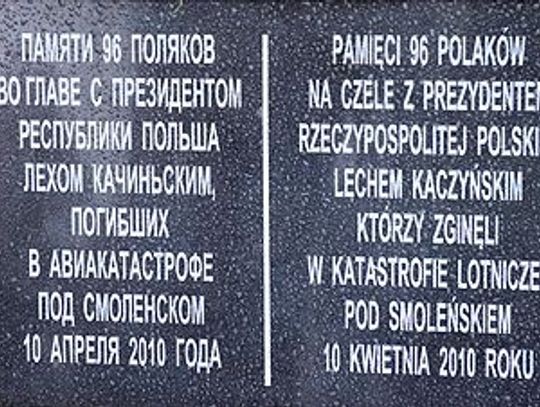 ПАМЯТИ 96 ПОЛЯКОВ
ВО ГЛАВЕ С ПРЕЗИДЕНТОМ
РЕСПУБЛИКИ ПОЛЬША
ЛЕХОМ КАЧИНЬСКИМ,
ПОГИБШИХ
В АВИАКАТАСТРОФЕ
ПОД СМОЛЕНСКОМ
10 АПРЕЛЯ 2010 ГОДА
PAMIĘCI 96 POLAKÓW
NA CZELE Z PREZYDENTEM
RZECZYPOSPOLITEJ POLSKI
LECHEM KACZYŃSKIM
KTÓRZY ZGINĘLI
W KATASTROFIE LOTNICZE
POD SMOLEŃSKIEM
10 KWIETNIA 2010 ROKU